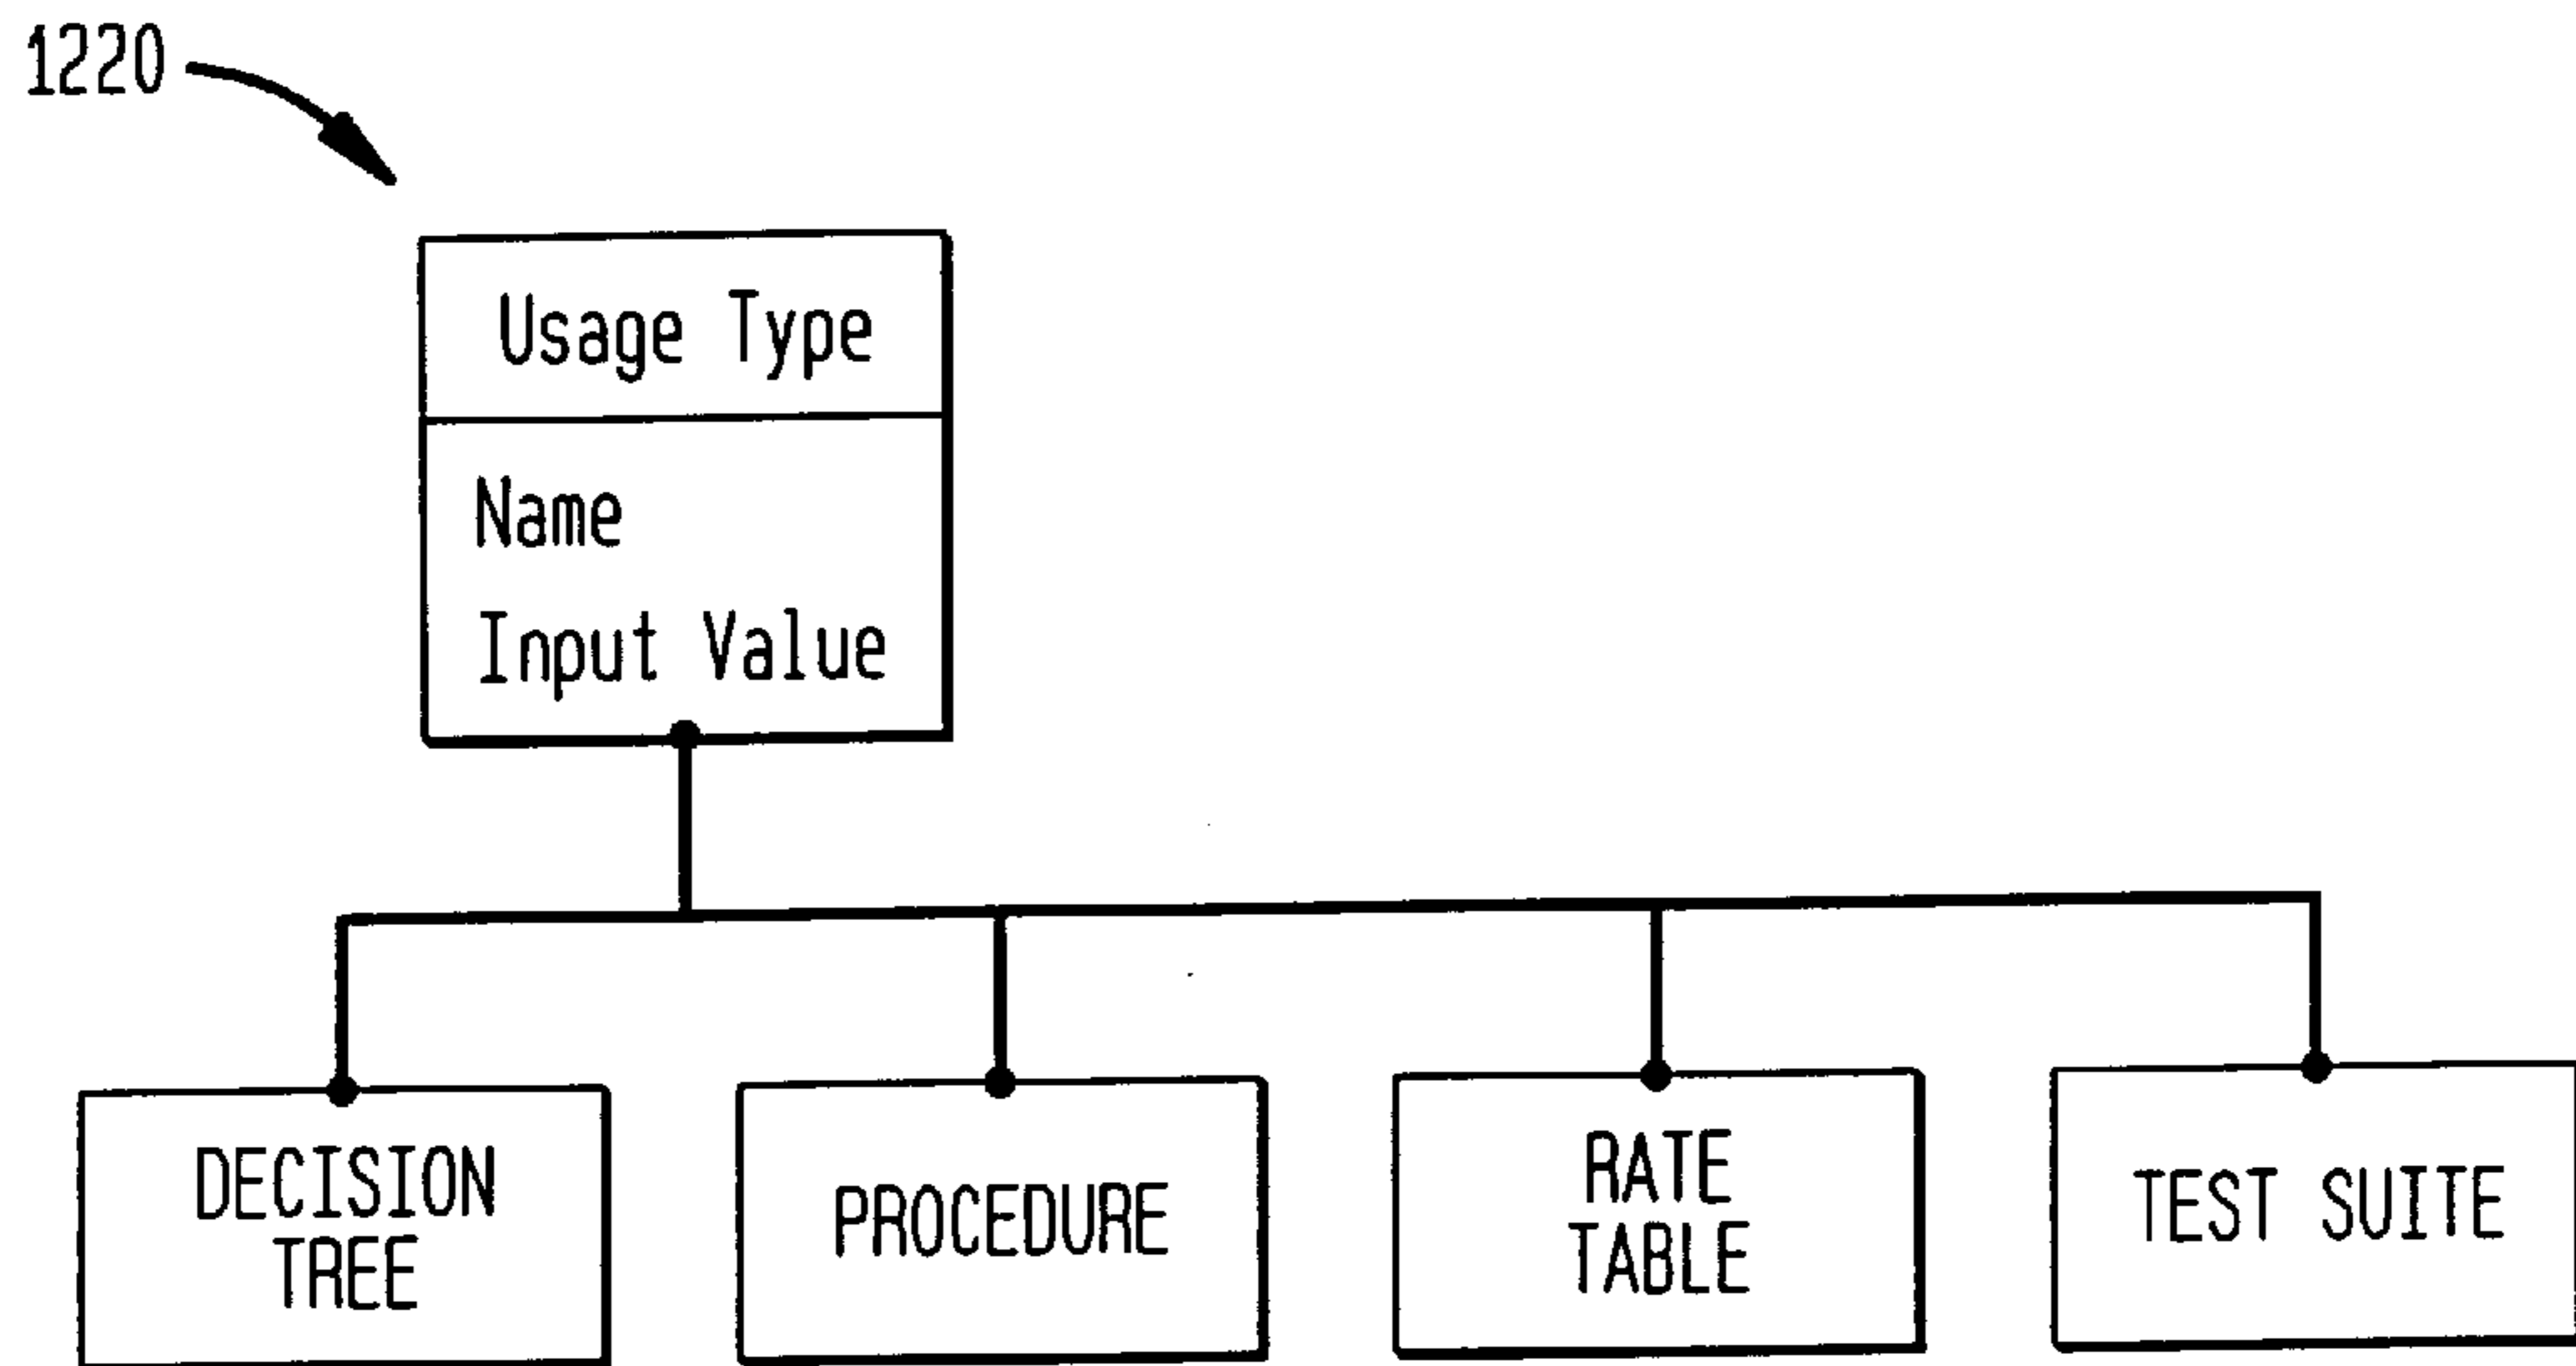 1220
Usage Type
Name
Input Value
DECISION
TREE
PROCEDURE
RATE
TABLE
TEST SUITE